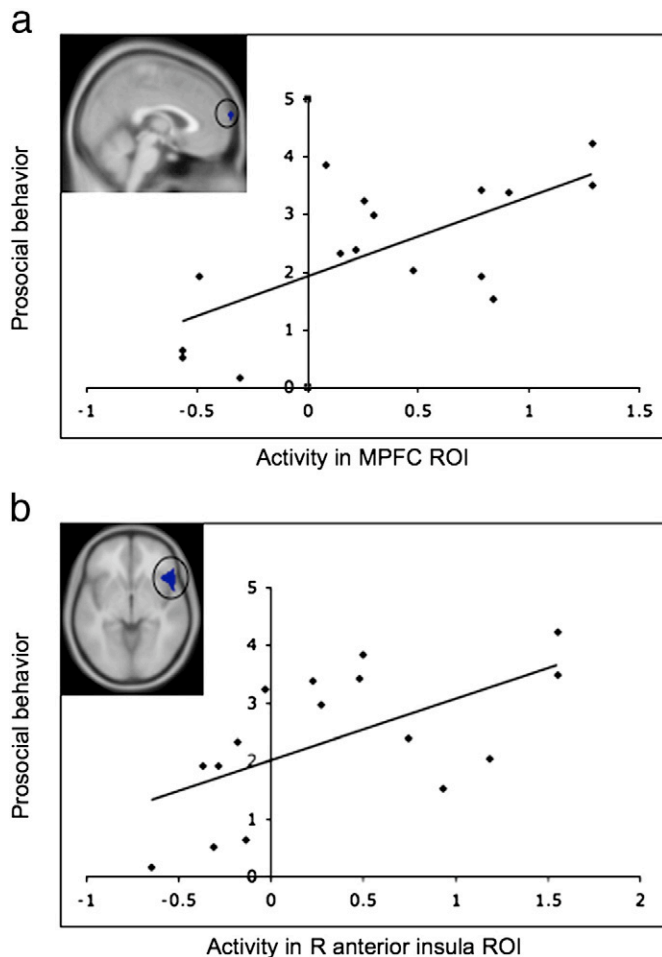 a
Prosocial behavior
5
4
3
2
1
0
-1 -0.5 0 0.5 1 1.5
Activity in MPFC ROI
b
Prosocial behavior
5
4
3
2
1
0
-1 -0.5 0 0.5 1 1.5 2
Activity in R anterior insula ROI